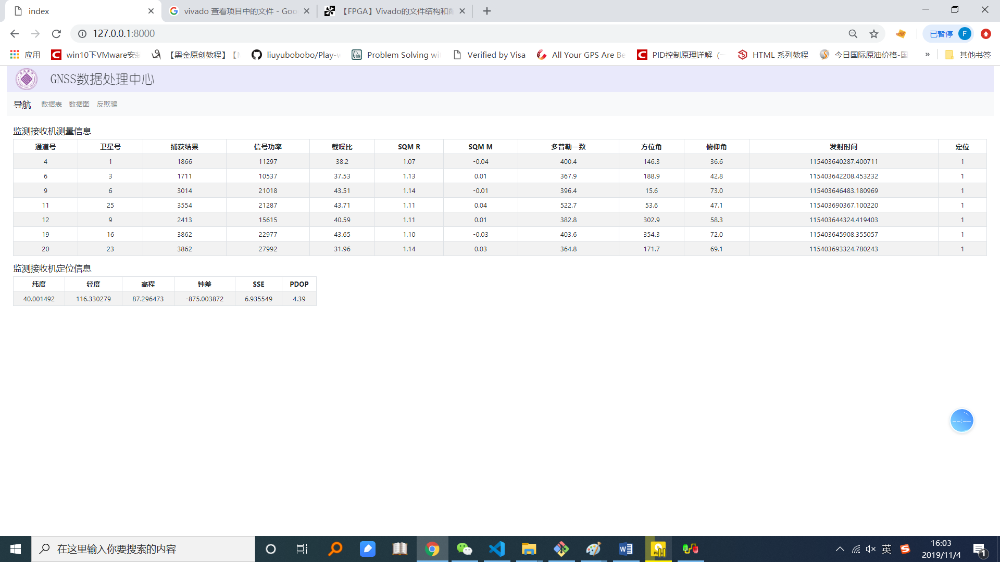 index
vivado 查看项目中的文件 - Goo
【FPGA】Vivado的文件结构和
127.0.0.1:8000
已暂停 F
应用 win10下VMware安装 【黑金原创教程】【 liuyubobobo/Play- Problem Solving wi Verified by Visa All Your GPS Are Be PID控制原理详解（一 HTML 系列教程 今日国际原油价格-国 » 其他书签
GNSS数据处理中心
导航 数据表 数据图 反欺骗
监测接收机测量信息
通道号 卫星号 捕获结果 信号功率 载噪比 SQM R SQM M 多普勒一致 方位角 俯仰角 发射时间 定位
4 1 1866 11297 38.2 1.07 -0.04 400.4 146.3 36.6 115403640287.400711 1
6 3 1711 10537 37.53 1.13 0.01 367.9 188.9 42.8 115403642208.453232 1
9 6 3014 21018 43.51 1.14 -0.01 396.4 15.6 73.0 115403646483.180969 1
11 25 3554 21287 43.71 1.11 0.04 522.7 53.6 47.1 115403690367.100220 1
12 9 2413 15615 40.59 1.11 0.01 382.8 302.9 58.3 115403644324.419403 1
19 16 3862 22977 43.65 1.10 -0.03 403.6 354.3 72.0 115403645908.355057 1
20 23 3862 27992 31.96 1.14 0.03 364.8 171.7 69.1 115403693324.780243 1
监测接收机定位信息
纬度 经度 高程 钟差 SSE PDOP
40.001492 116.330279 87.296473 -875.003872 6.935549 4.39
--:--
在这里输入你要搜索的内容
英
16:03
2019/11/4
1